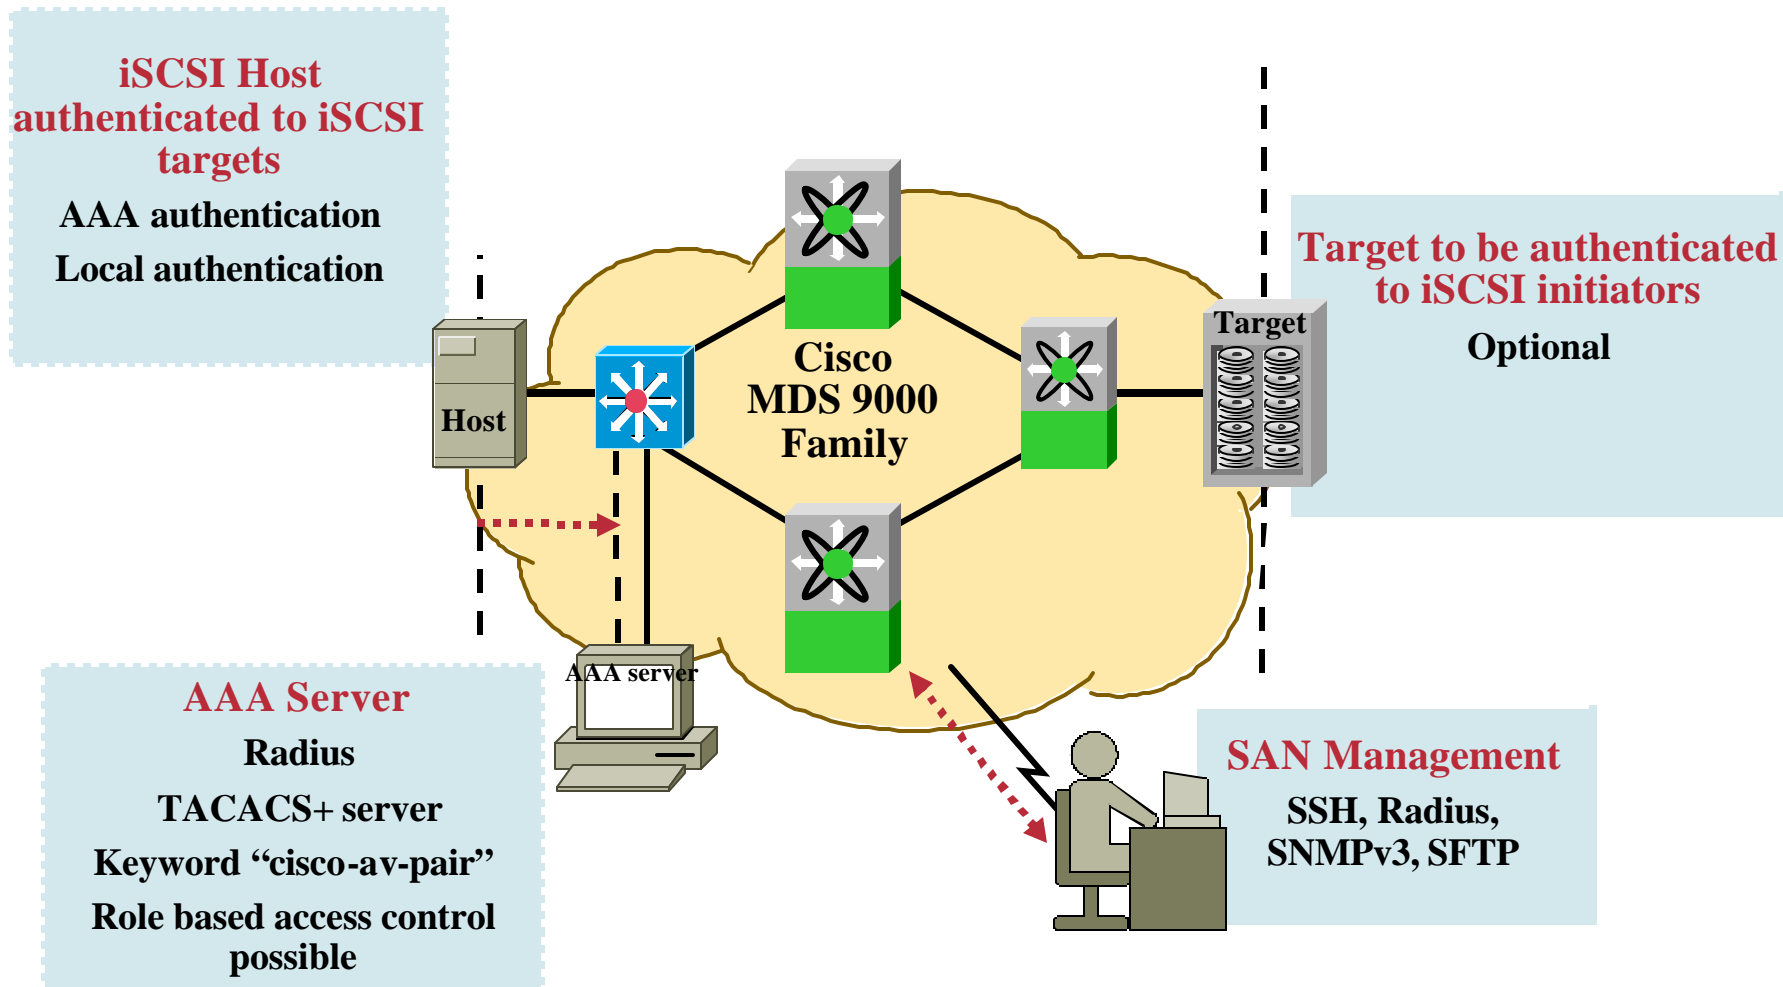 iSCSI Host
authenticated to iSCSI
targets
AAA authentication
Local authentication
Target to be authenticated
to iSCSI initiators
Optional
Target
Cisco
MDS 9000
Family
Host
AAA server
AAA Server
Radius
TACACS+ server
Keyword “cisco-av-pair”
Role based access control
possible
SAN Management
SSH, Radius,
SNMPv3, SFTP